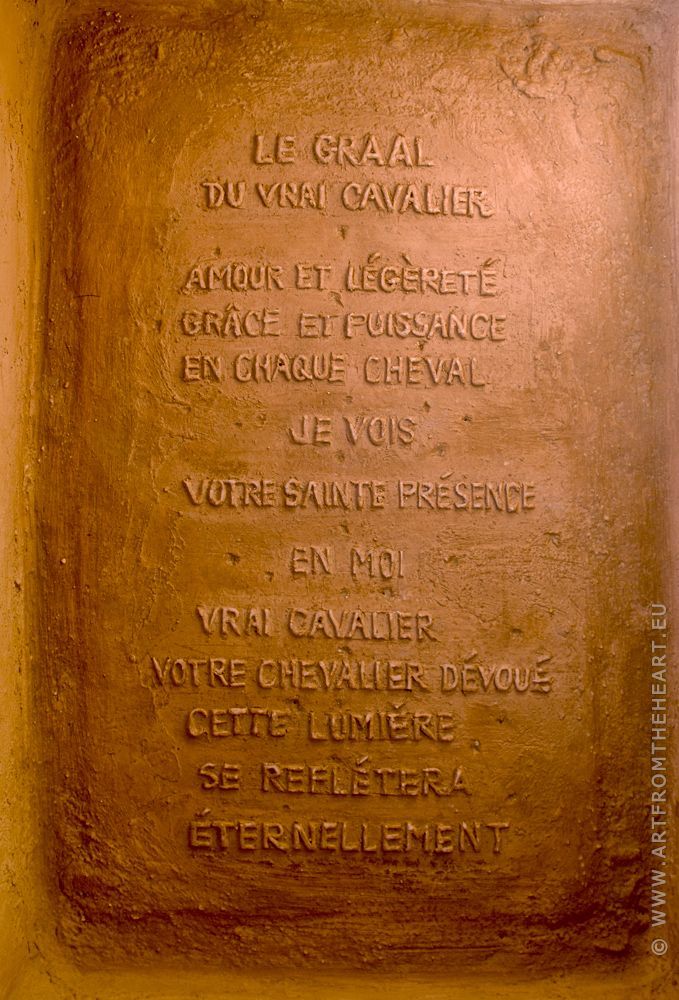 LE GRAAL
DU VRAI CAVALIER
AMOUR ET LÉGÈRETÉ
GRÂCE ET PUISSANCE
EN CHAQUE CHEVAL
JE VOIS
VOTRE SAINTE PRÉSENCE
EN MOI
VRAI CAVALIER
VOTRE CHEVALIER DÉVOUÉ
CETTE LUMIÈRE
SE REFLÉTERA
ÉTERNELLEMENT
© WWW.ARTFROMTHEHEART.EU